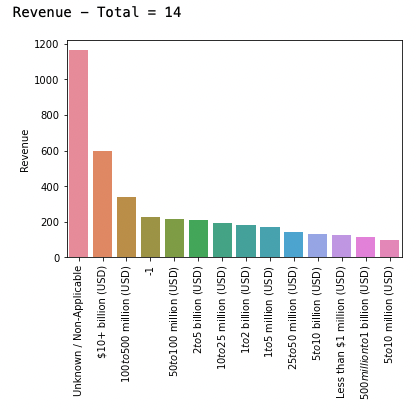 Revenue - Total = 14
1200
1000
800
600
400
200
0
Revenue
Unknown / Non-Applicable
$10+ billion (USD)
100to500 million (USD)
-1
50to100 million (USD)
2to5 billion (USD)
10to25 million (USD)
1to2 billion (USD)
1to5 million (USD)
25to50 million (USD)
5to10 billion (USD)
Less than $1 million (USD)
500millionto1 billion (USD)
5to10 million (USD)